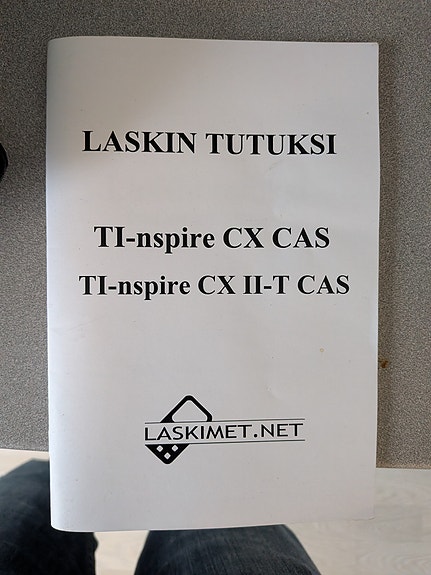 LASKIN TUTUKSI
TI-nspire CX CAS
TI-nspire CX II-T CAS
LASKIMET.NET